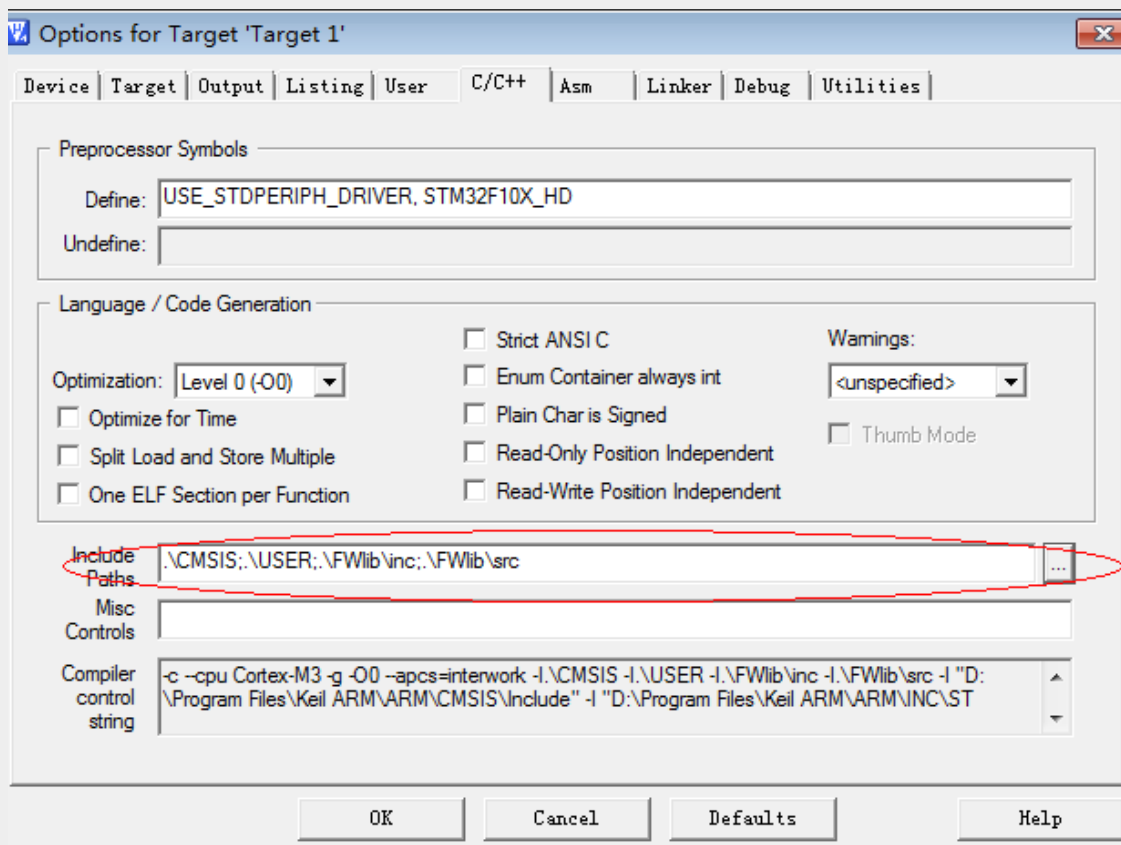 Options for Target 'Target 1'
Device Target Output Listing User C/C++ Asm Linker Debug Utilities
Preprocessor Symbols
Define: USE_STDPERIPH_DRIVER, STM32F10X_HD
Undefine:
Language / Code Generation
Strict ANSI C Warnings:
Optimization: Level 0 (-O0) Enum Container always int <unspecified>
Optimize for Time Plain Char is Signed Thumb Mode
Split Load and Store Multiple Read-Only Position Independent
One ELF Section per Function Read-Write Position Independent
Include
Paths .\CMSIS;.\USER;.\FWlib\inc;.\FWlib\src ...
Misc
Controls
Compiler -c --cpu Cortex-M3 -g -O0 --apcs=interwork -I.\CMSIS -I.\USER -I.\FWlib\inc -I.\FWlib\src -I "D:
control \Program Files\Keil ARM\ARM\CMSIS\Include" -I "D:\Program Files\Keil ARM\ARM\INC\ST
string
OK Cancel Defaults Help